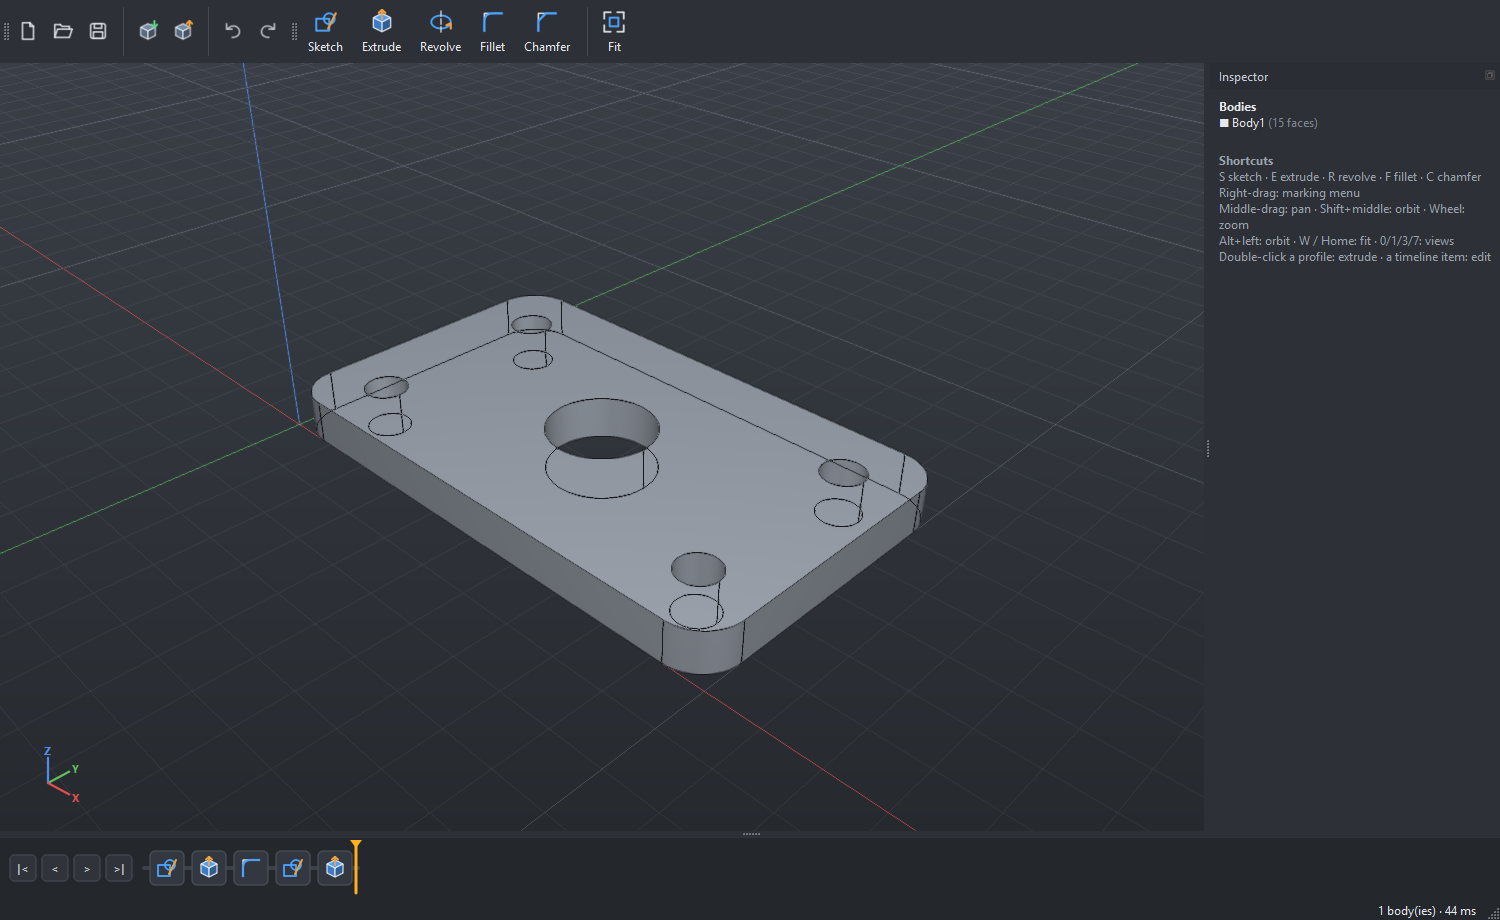 Sketch
Extrude
Revolve
Fillet
Chamfer
Fit
Inspector
Bodies
Body1 (15 faces)
Shortcuts
S sketch · E extrude · R revolve · F fillet · C chamfer
Right-drag: marking menu
Middle-drag: pan · Shift+middle: orbit · Wheel:
zoom
Alt+left: orbit · W / Home: fit · 0/1/3/7: views
Double-click a profile: extrude · a timeline item: edit
Z
Y
X
|<
<
>
>|
1 body(ies) · 44 ms